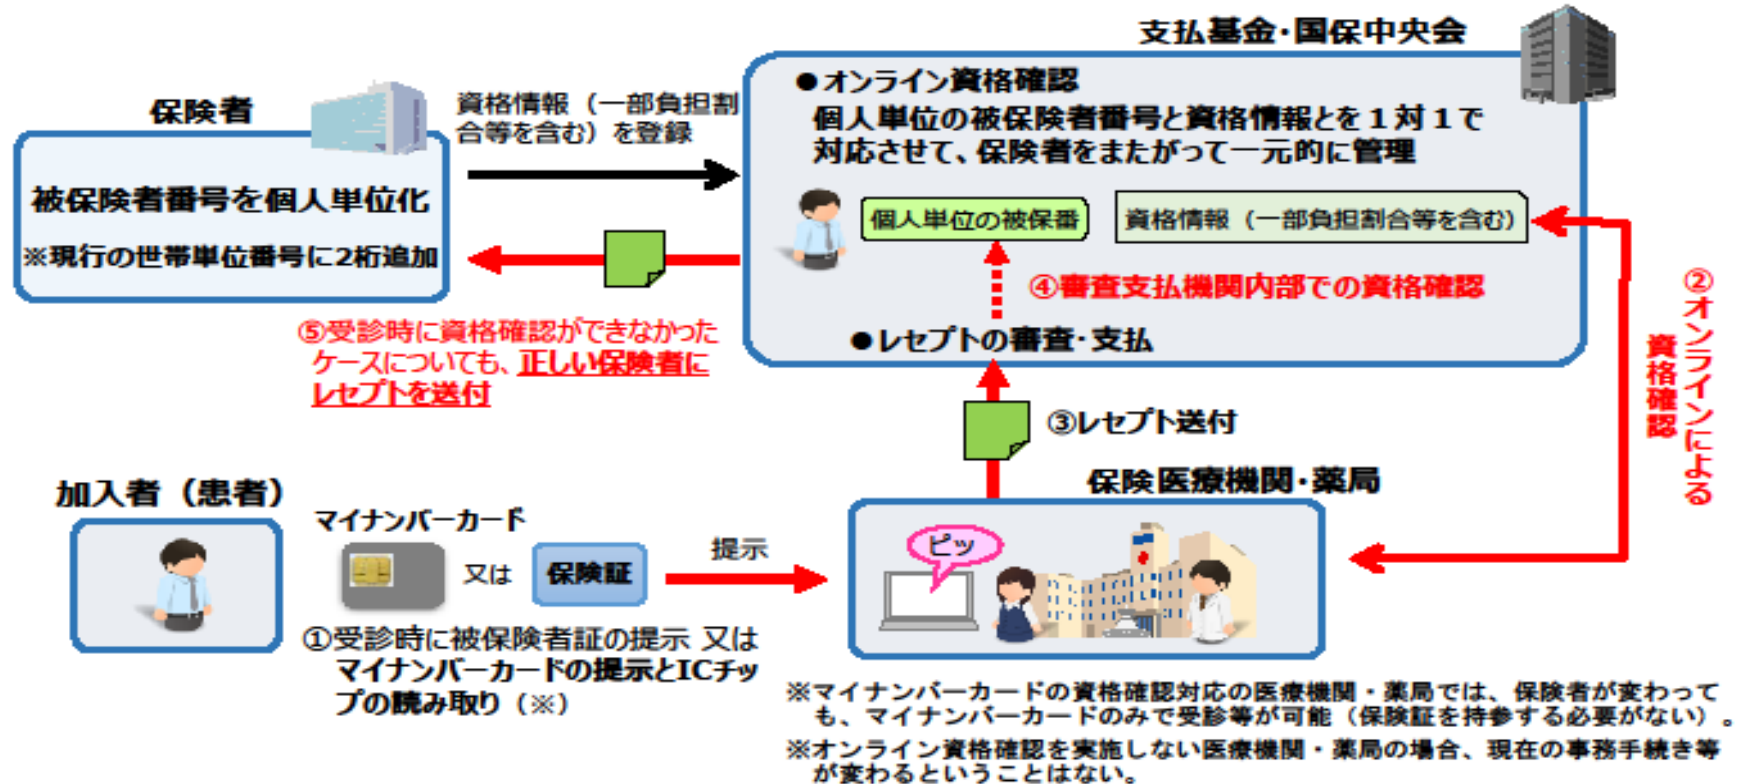 支払基金・国保中央会
●オンライン資格確認
個人単位の被保険者番号と資格情報とを１対１で
対応させて、保険者をまたがって一元的に管理
個人単位の被保番
資格情報（一部負担割合等を含む）
④審査支払機関内部での資格確認
●レセプトの審査・支払
保険者
被保険者番号を個人単位化
※現行の世帯単位番号に2桁追加
資格情報（一部負担割
合等を含む）を登録
⑤受診時に資格確認ができなかった
ケースについても、正しい保険者に
レセプトを送付
②オンラインによる
資格確認
③レセプト送付
保険医療機関・薬局
ピッ
加入者（患者）
マイナンバーカード
又は
保険証
提示
①受診時に被保険者証の提示 又は
マイナンバーカードの提示とICチッ
プの読み取り（※）
※マイナンバーカードの資格確認対応の医療機関・薬局では、保険者が変わって
も、マイナンバーカードのみで受診等が可能（保険証を持参する必要がない）。
※オンライン資格確認を実施しない医療機関・薬局の場合、現在の事務手続き等
が変わるということはない。